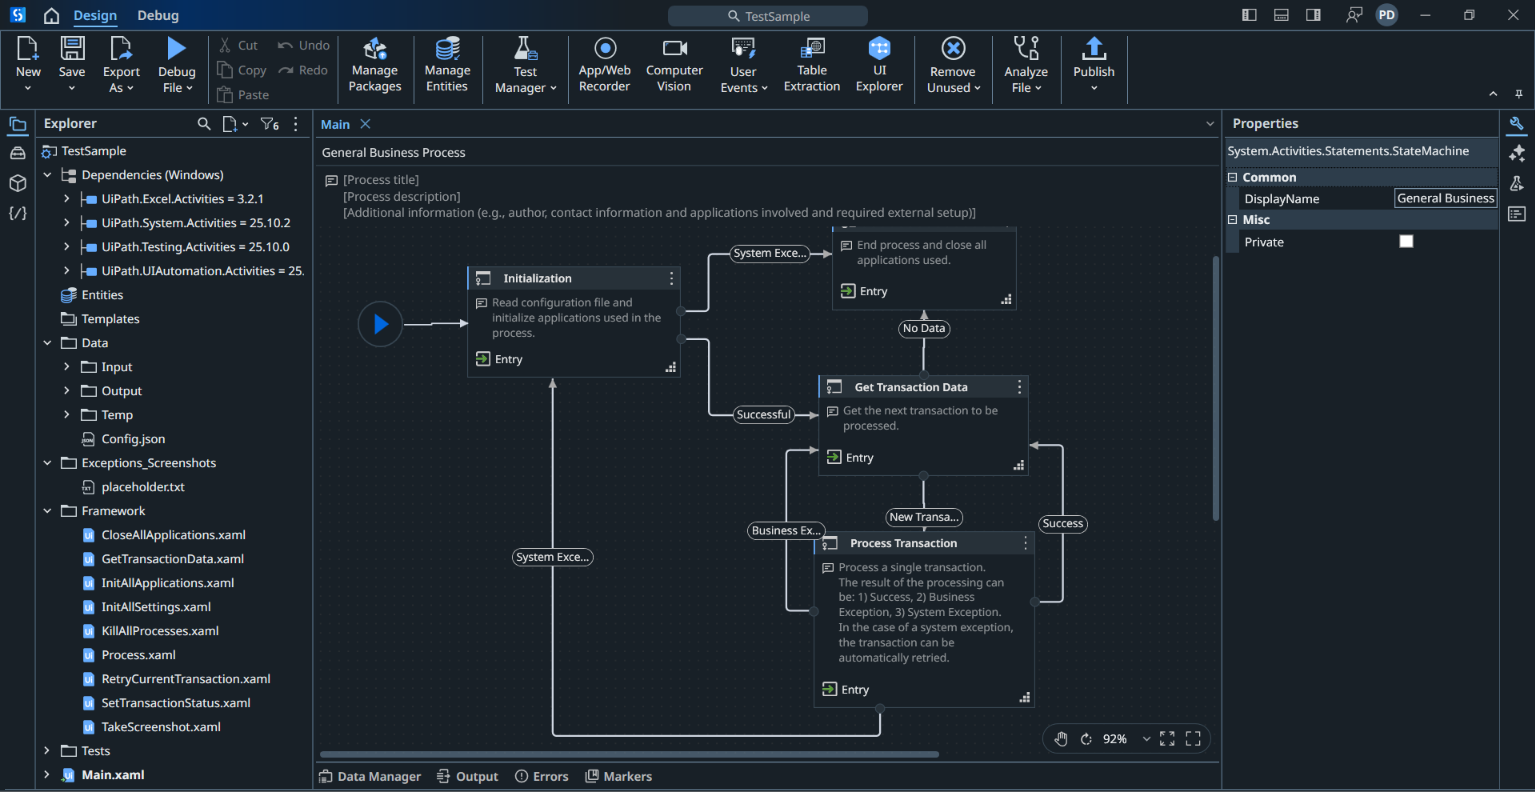 Design
Debug
TestSample
PD
New
Save
Export As
Debug File
Cut
Copy
Paste
Undo
Redo
Manage Packages
Manage Entities
Test Manager
App/Web Recorder
Computer Vision
User Events
Table Extraction
UI Explorer
Remove Unused
Analyze File
Publish
Explorer
6
TestSample
Dependencies (Windows)
UiPath.Excel.Activities = 3.2.1
UiPath.System.Activities = 25.10.2
UiPath.Testing.Activities = 25.10.0
UiPath.UIAutomation.Activities = 25.
Entities
Templates
Data
Input
Output
Temp
Config.json
Exceptions_Screenshots
placeholder.txt
Framework
CloseAllApplications.xaml
GetTransactionData.xaml
InitAllApplications.xaml
InitAllSettings.xaml
KillAllProcesses.xaml
Process.xaml
RetryCurrentTransaction.xaml
SetTransactionStatus.xaml
TakeScreenshot.xaml
Tests
Main.xaml
Main
General Business Process
[Process title]
[Process description]
[Additional information (e.g., author, contact information and applications involved and required external setup)]
Initialization
Read configuration file and
initialize applications used in the
process.
Entry
System Exce...
End process and close all
applications used.
Entry
No Data
Successful
Get Transaction Data
Get the next transaction to be
processed.
Entry
New Transa...
Business Ex...
Success
System Exce...
Process Transaction
Process a single transaction.
The result of the processing can
be: 1) Success, 2) Business
Exception, 3) System Exception.
In the case of a system exception,
the transaction can be
automatically retried.
Entry
92%
Data Manager
Output
Errors
Markers
Properties
System.Activities.Statements.StateMachine
Common
DisplayName
General Business
Misc
Private